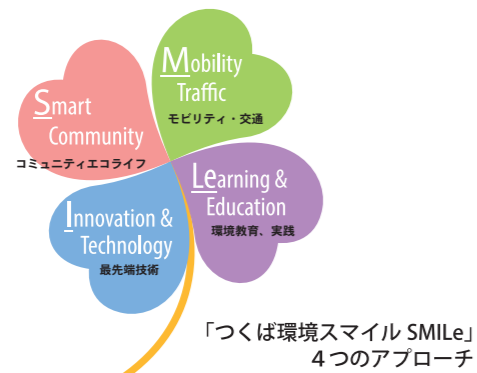 Smart
Community
コミュニティエコライフ
Mobility
Traffic
モビリティ・交通
Innovation &
Technology
最先端技術
Learning &
Education
環境教育、実践
「つくば環境スマイル SMILe」
４つのアプローチ